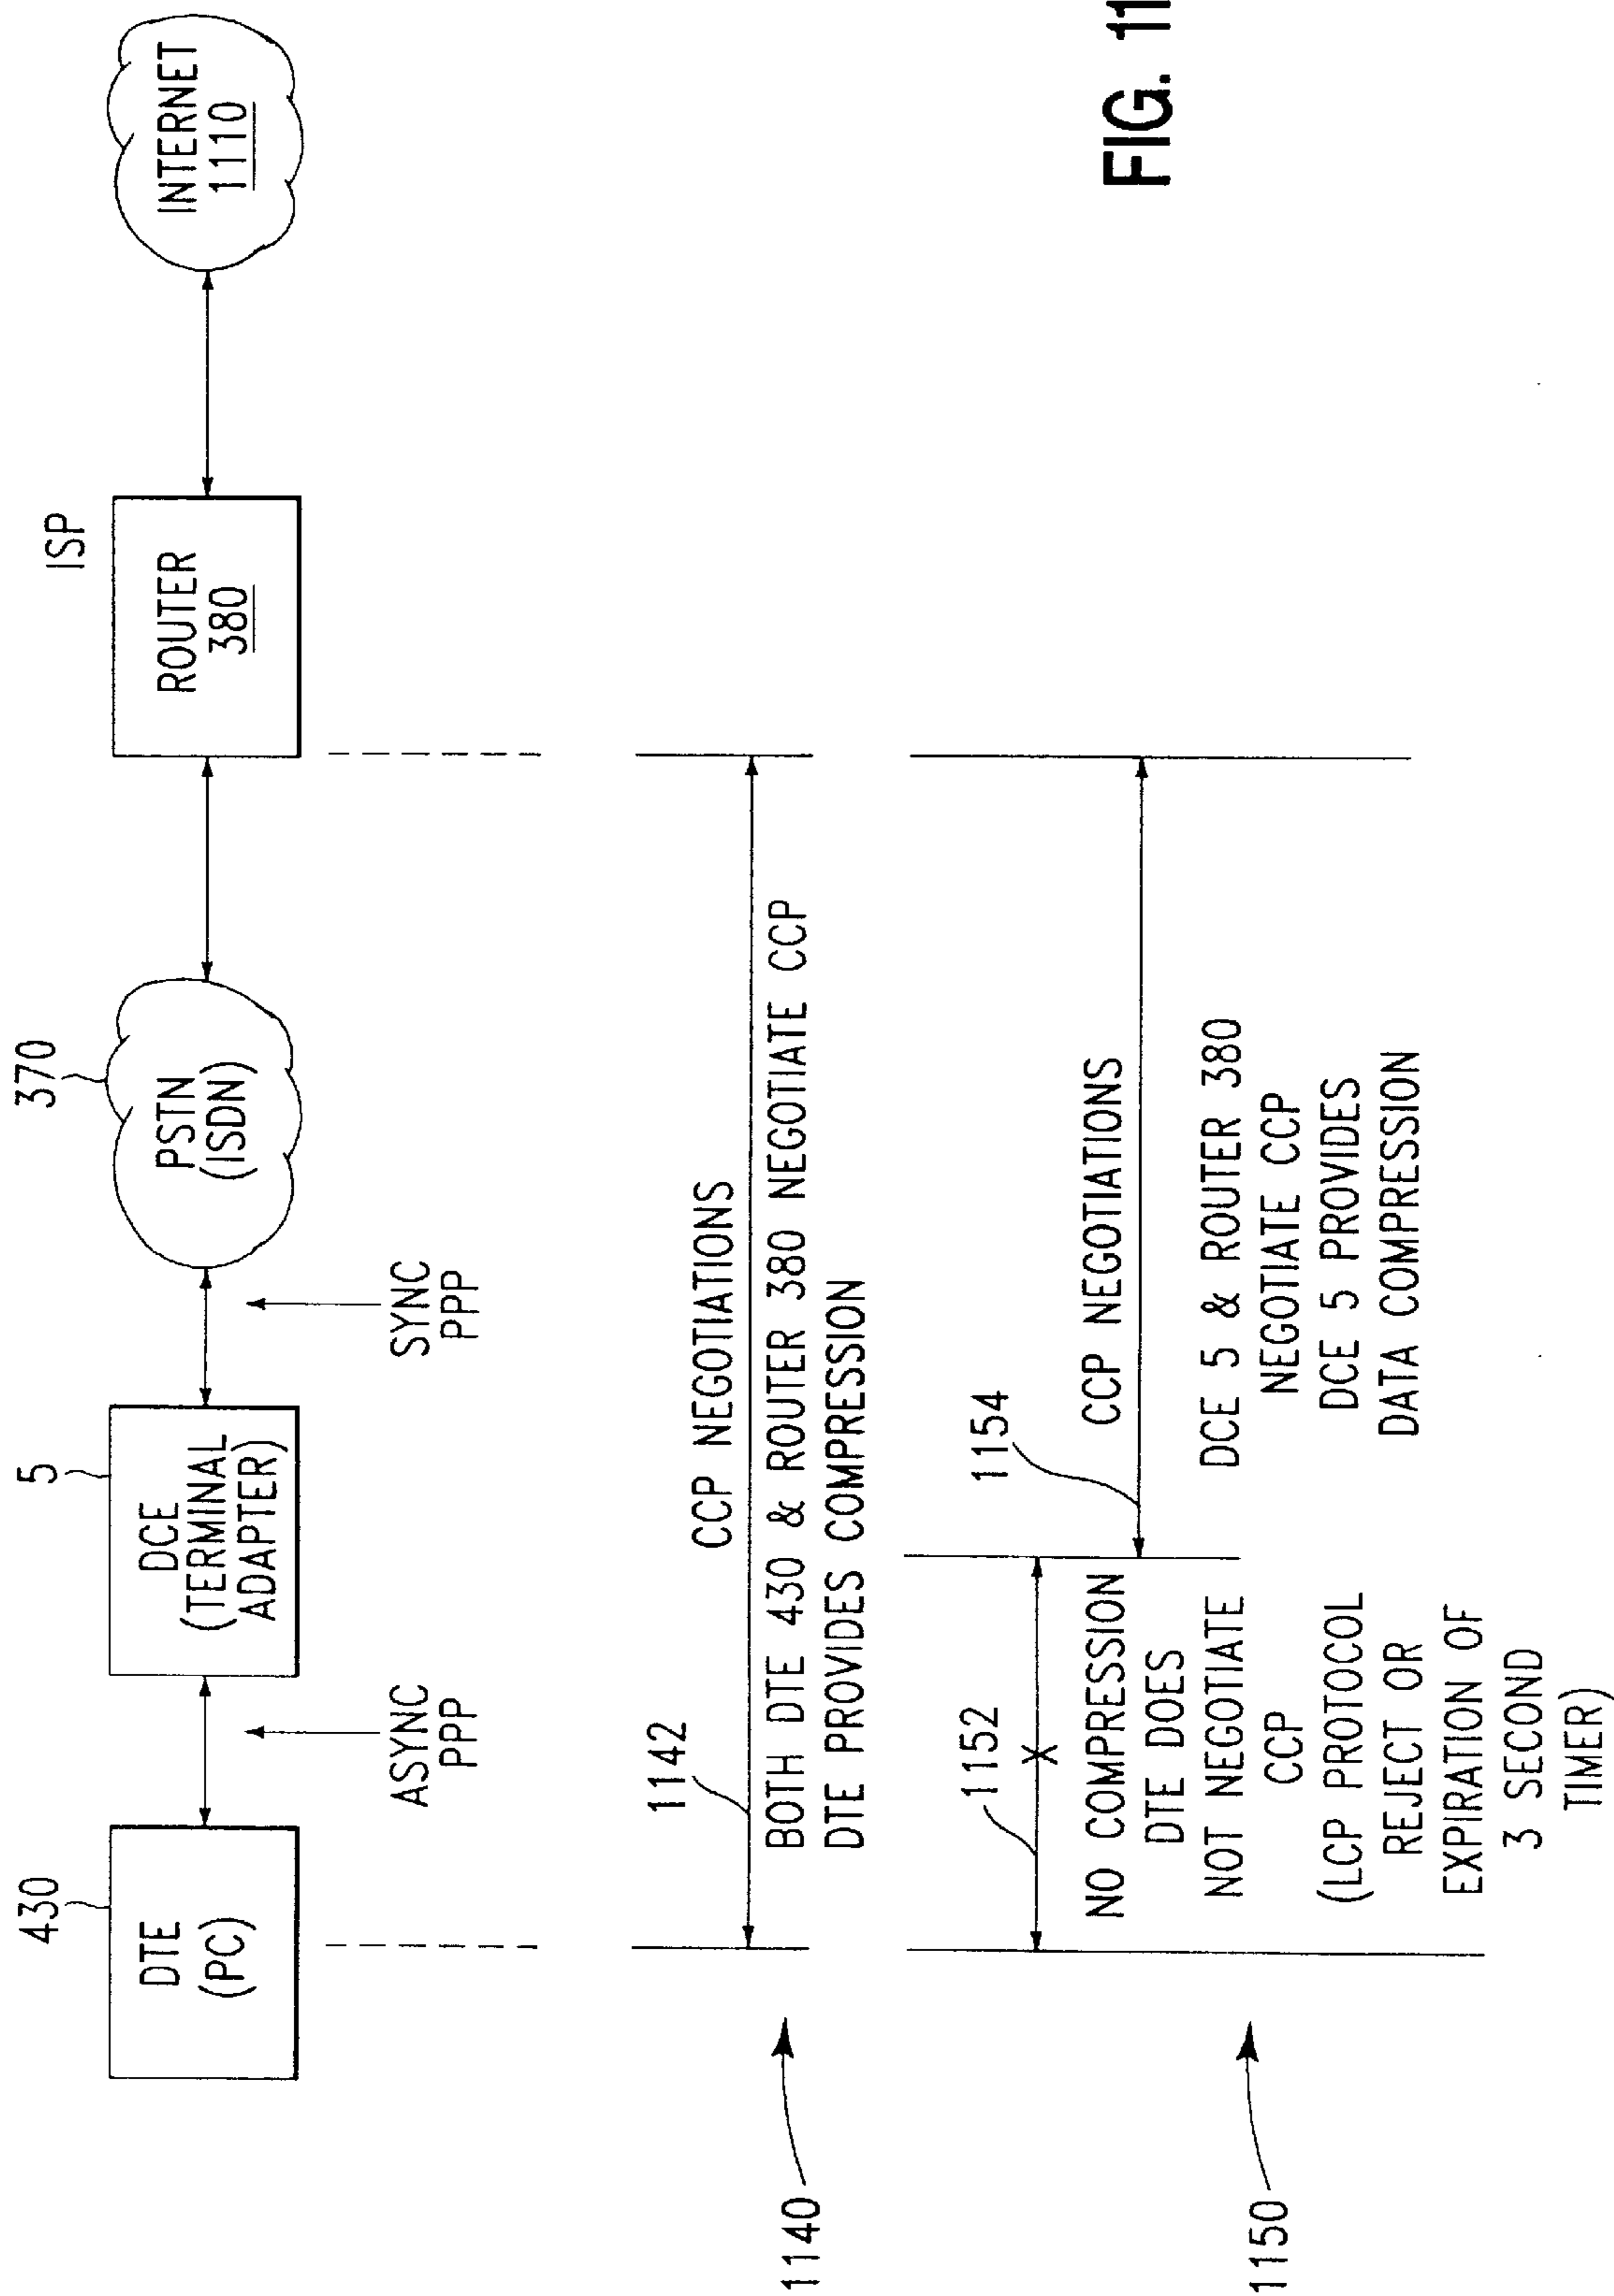 430
DTE
(PC)
ASYNC
PPP
5
DCE
(TERMINAL
ADAPTER)
SYNC
PPP
370
PSTN
(ISDN)
ISP
ROUTER
380
INTERNET
1110
1140
1142
CCP NEGOTIATIONS
BOTH DTE 430 & ROUTER 380 NEGOTIATE CCP
DTE PROVIDES COMPRESSION
1150
1152
NO COMPRESSION
DTE DOES
NOT NEGOTIATE
CCP
(LCP PROTOCOL
REJECT OR
EXPIRATION OF
3 SECOND
TIMER)
1154
CCP NEGOTIATIONS
DCE 5 & ROUTER 380
NEGOTIATE CCP
DCE 5 PROVIDES
DATA COMPRESSION
FIG. 11